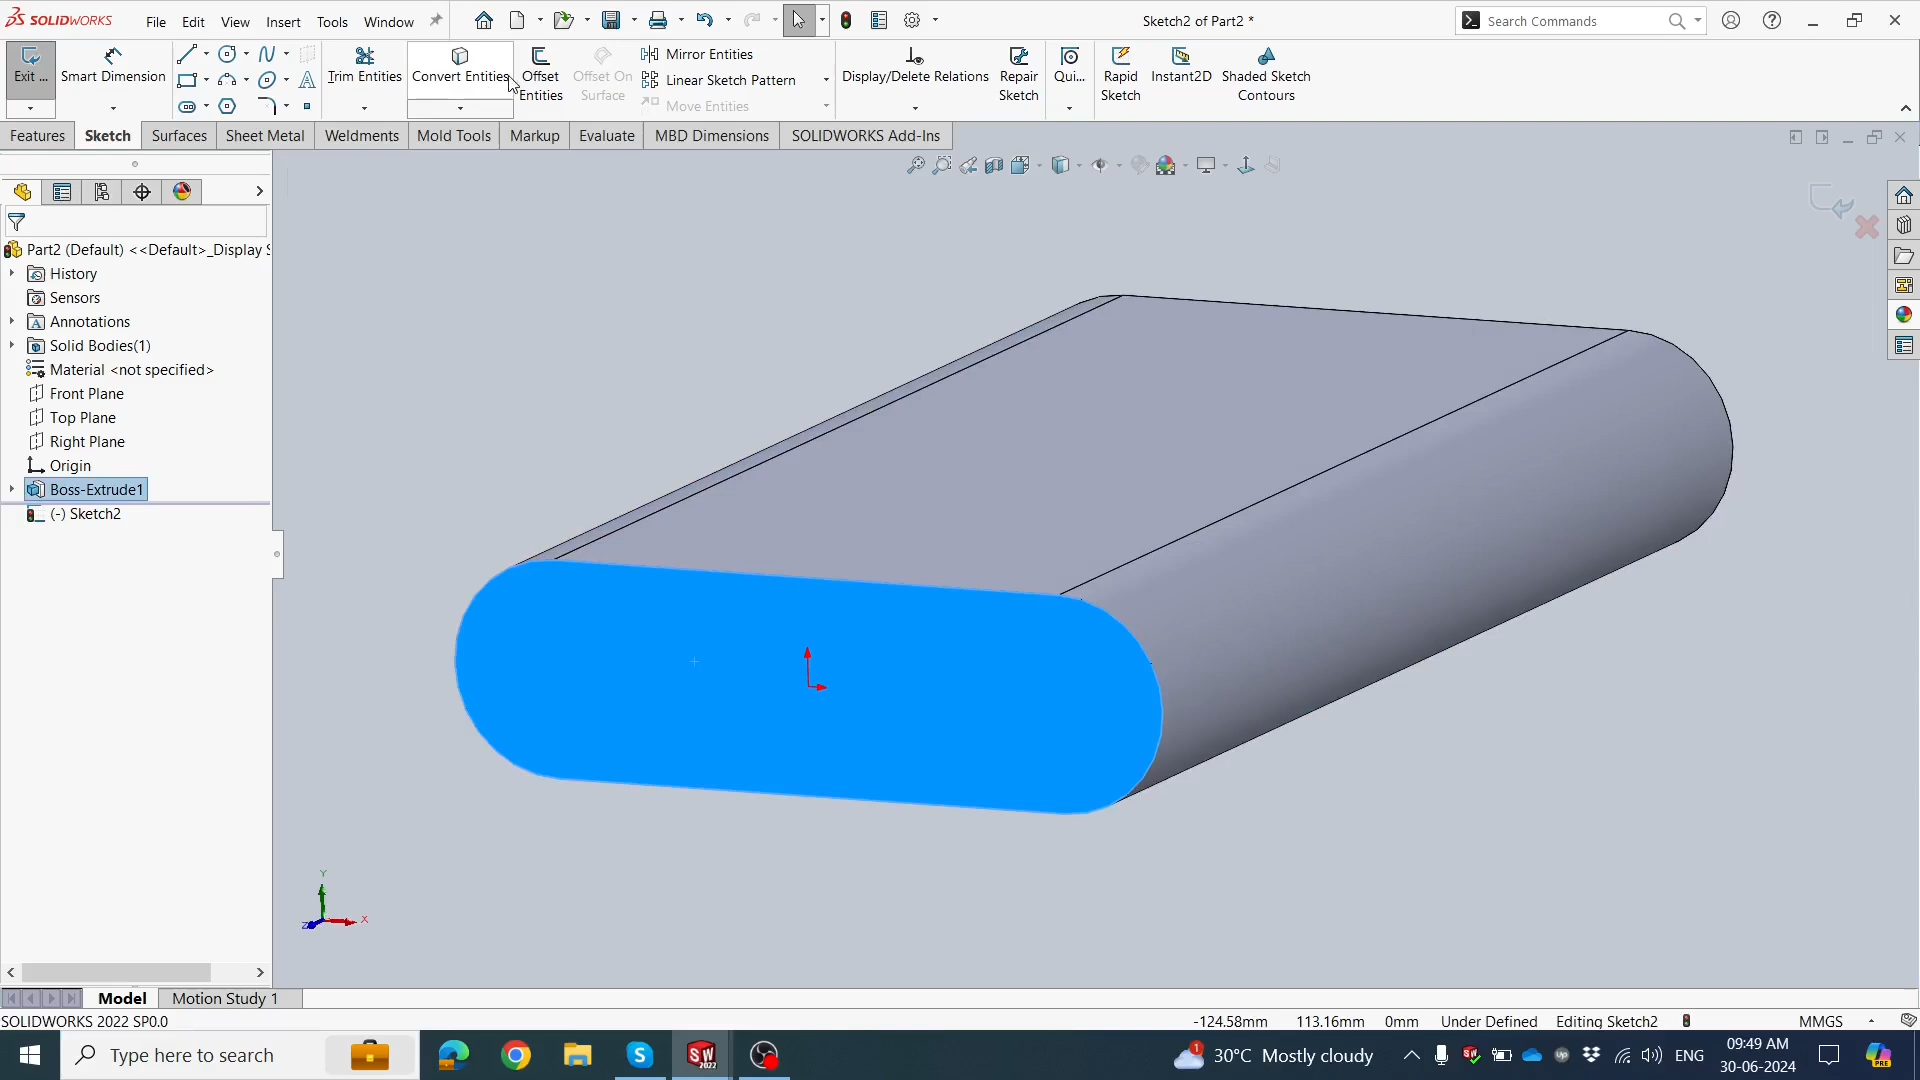 SOLIDWORKS File Edit View Insert Tools Window Sketch2 of Part2 * Search Commands
Exit ... Smart Dimension Trim Entities Convert Entities Offset Entities Offset On Surface Mirror Entities Linear Sketch Pattern Move Entities Display/Delete Relations Repair Sketch Qui... Rapid Sketch Instant2D Shaded Sketch Contours
Features Sketch Surfaces Sheet Metal Weldments Mold Tools Markup Evaluate MBD Dimensions SOLIDWORKS Add-Ins
Part2 (Default) <<Default>_Display S
History
Sensors
Annotations
Solid Bodies(1)
Material <not specified>
Front Plane
Top Plane
Right Plane
Origin
Boss-Extrude1
(-) Sketch2
Y
X
Z
Model Motion Study 1
SOLIDWORKS 2022 SP0.0 -124.58mm 113.16mm 0mm Under Defined Editing Sketch2 MMGS
Type here to search 30°C Mostly cloudy ENG 09:49 AM
30-06-2024